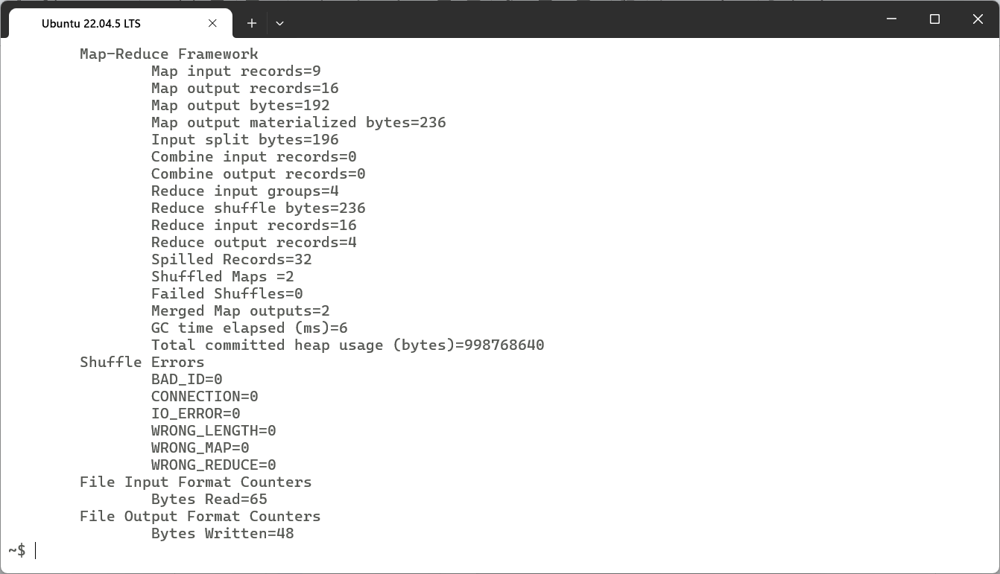 Ubuntu 22.04.5 LTS
Map-Reduce Framework
Map input records=9
Map output records=16
Map output bytes=192
Map output materialized bytes=236
Input split bytes=196
Combine input records=0
Combine output records=0
Reduce input groups=4
Reduce shuffle bytes=236
Reduce input records=16
Reduce output records=4
Spilled Records=32
Shuffled Maps =2
Failed Shuffles=0
Merged Map outputs=2
GC time elapsed (ms)=6
Total committed heap usage (bytes)=998768640
Shuffle Errors
BAD_ID=0
CONNECTION=0
IO_ERROR=0
WRONG_LENGTH=0
WRONG_MAP=0
WRONG_REDUCE=0
File Input Format Counters
Bytes Read=65
File Output Format Counters
Bytes Written=48
~$